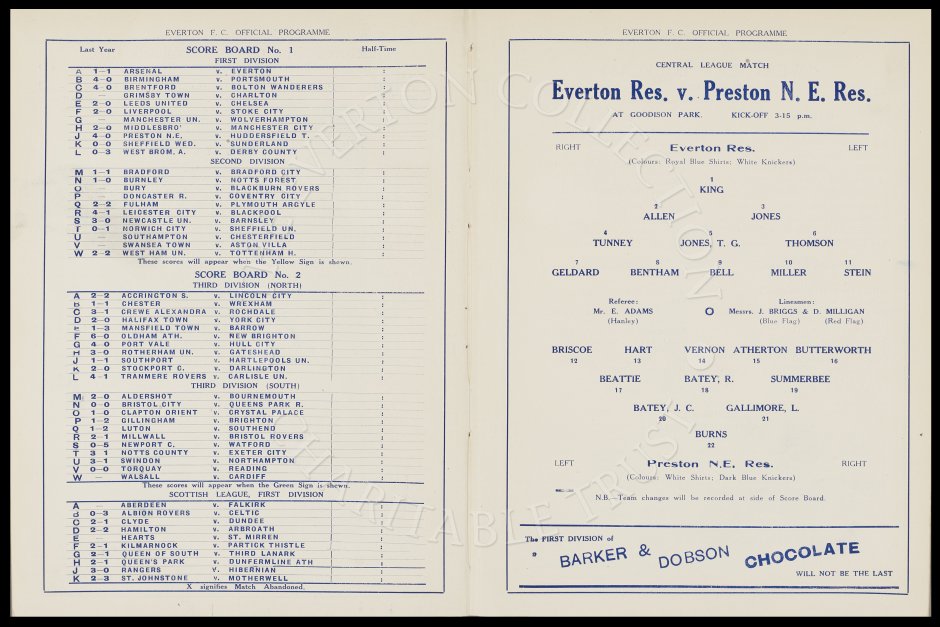 EVERTON F. C. OFFICIAL PROGRAMME
Last Year SCORE BOARD No. 1 Half-Time
FIRST DIVISION
A 1—1 ARSENAL v. EVERTON :
B 4—0 BIRMINGHAM v. PORTSMOUTH :
C 4—0 BRENTFORD v. BOLTON WANDERERS :
D — GRIMSBY TOWN v. CHARLTON :
E 2—0 LEEDS UNITED v. CHELSEA :
F 2—0 LIVERPOOL v. STOKE CITY :
G — MANCHESTER UN. v. WOLVERHAMPTON :
H 2—0 MIDDLESBRO' v. MANCHESTER CITY :
J 4—0 PRESTON N.E. v. HUDDERSFIELD T. :
K 0—0 SHEFFIELD WED. v. SUNDERLAND :
L 0—3 WEST BROM. A. v. DERBY COUNTY :
SECOND DIVISION
M 1—1 BRADFORD v. BRADFORD CITY :
N 1—0 BURNLEY v. NOTTS FOREST :
O — BURY v. BLACKBURN ROVERS :
P — DONCASTER R. v. COVENTRY CITY :
Q 2—2 FULHAM v. PLYMOUTH ARGYLE :
R 4—1 LEICESTER CITY v. BLACKPOOL :
S 3—0 NEWCASTLE UN. v. BARNSLEY :
T 0—1 NORWICH CITY v. SHEFFIELD UN. :
U — SOUTHAMPTON v. CHESTERFIELD :
V — SWANSEA TOWN v. ASTON VILLA :
W 2—2 WEST HAM UN. v. TOTTENHAM H. :
These scores will appear when the Yellow Sign is shewn.
SCORE BOARD No. 2
THIRD DIVISION (NORTH)
A 2—2 ACCRINGTON S. v. LINCOLN CITY :
B 1—1 CHESTER v. WREXHAM :
C 3—1 CREWE ALEXANDRA v. ROCHDALE :
D 2—0 HALIFAX TOWN v. YORK CITY :
E 1—3 MANSFIELD TOWN v. BARROW :
F 6—0 OLDHAM ATH. v. NEW BRIGHTON :
G 4—0 PORT VALE v. HULL CITY :
H 3—0 ROTHERHAM UN. v. GATESHEAD :
J 1—1 SOUTHPORT v. HARTLEPOOLS UN. :
K 2—0 STOCKPORT C. v. DARLINGTON :
L 4—1 TRANMERE ROVERS v. CARLISLE UN. :
THIRD DIVISION (SOUTH)
M 2—0 ALDERSHOT v. BOURNEMOUTH :
N 0—0 BRISTOL CITY v. QUEENS PARK R. :
O 1—0 CLAPTON ORIENT v. CRYSTAL PALACE :
P 1—2 GILLINGHAM v. BRIGHTON :
Q 1—2 LUTON v. SOUTHEND :
R 2—1 MILLWALL v. BRISTOL ROVERS :
S 0—5 NEWPORT C. v. WATFORD :
T 3 1 NOTTS COUNTY v. EXETER CITY :
U 3—1 SWINDON v. NORTHAMPTON :
V 0—0 TORQUAY v. READING :
W — WALSALL v. CARDIFF :
These scores will appear when the Green Sign is shewn.
SCOTTISH LEAGUE, FIRST DIVISION
A — ABERDEEN v. FALKIRK :
B 0—3 ALBION ROVERS v. CELTIC :
C 2—1 CLYDE v. DUNDEE :
D 2—2 HAMILTON v. ARBROATH :
E — HEARTS v. ST. MIRREN :
F 2—1 KILMARNOCK v. PARTICK THISTLE :
G 2—1 QUEEN OF SOUTH v. THIRD LANARK :
H 2—1 QUEEN'S PARK v. DUNFERMLINE ATH :
J 3—0 RANGERS v. HIBERNIAN :
K 2—3 ST. JOHNSTONE v. MOTHERWELL :
X signifies Match Abandoned.
EVERTON F. C. OFFICIAL PROGRAMME
CENTRAL LEAGUE MATCH
Everton Res. v. Preston N. E. Res.
AT GOODISON PARK. KICK-OFF 3-15 p.m.
RIGHT Everton Res. LEFT
(Colours: Royal Blue Shirts; White Knickers)
1
KING
2 3
ALLEN JONES
4 5 6
TUNNEY JONES, T. G. THOMSON
7 8 9 10 11
GELDARD BENTHAM BELL MILLER STEIN
Referee: Linesmen:
Mr. E. ADAMS O Messrs. J. BRIGGS & D. MILLIGAN
(Hanley) (Blue Flag) (Red Flag)
BRISCOE HART VERNON ATHERTON BUTTERWORTH
12 13 14 15 16
BEATTIE BATEY, R. SUMMERBEE
17 18 19
20 21
BATEY, J. C. GALLIMORE, L.
BURNS
22
LEFT Preston N.E. Res. RIGHT
(Colours: White Shirts; Dark Blue Knickers)
N.B.—Team changes will be recorded at side of Score Board.
The FIRST DIVISION of
BARKER & DOBSON CHOCOLATE
WILL NOT BE THE LAST
EVERTON COLLECTION
CHARITABLE TRUST